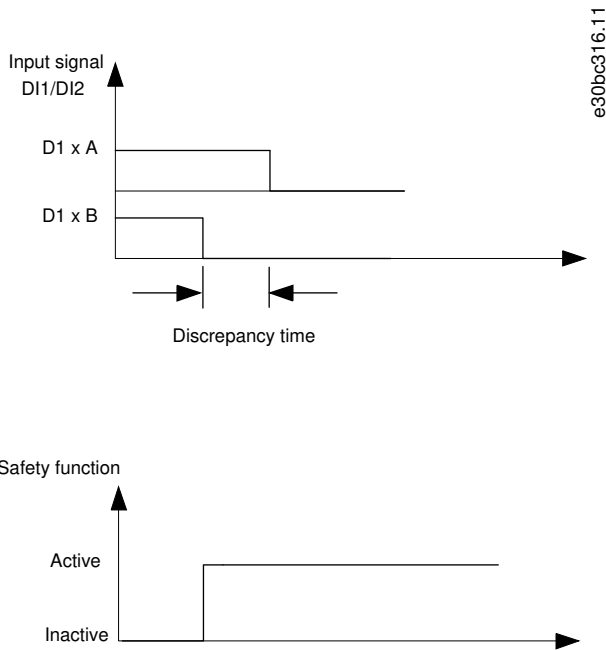 e30bc316.11
Input signal
DI1/DI2
D1 x A
D1 x B
Discrepancy time
Safety function
Active
Inactive